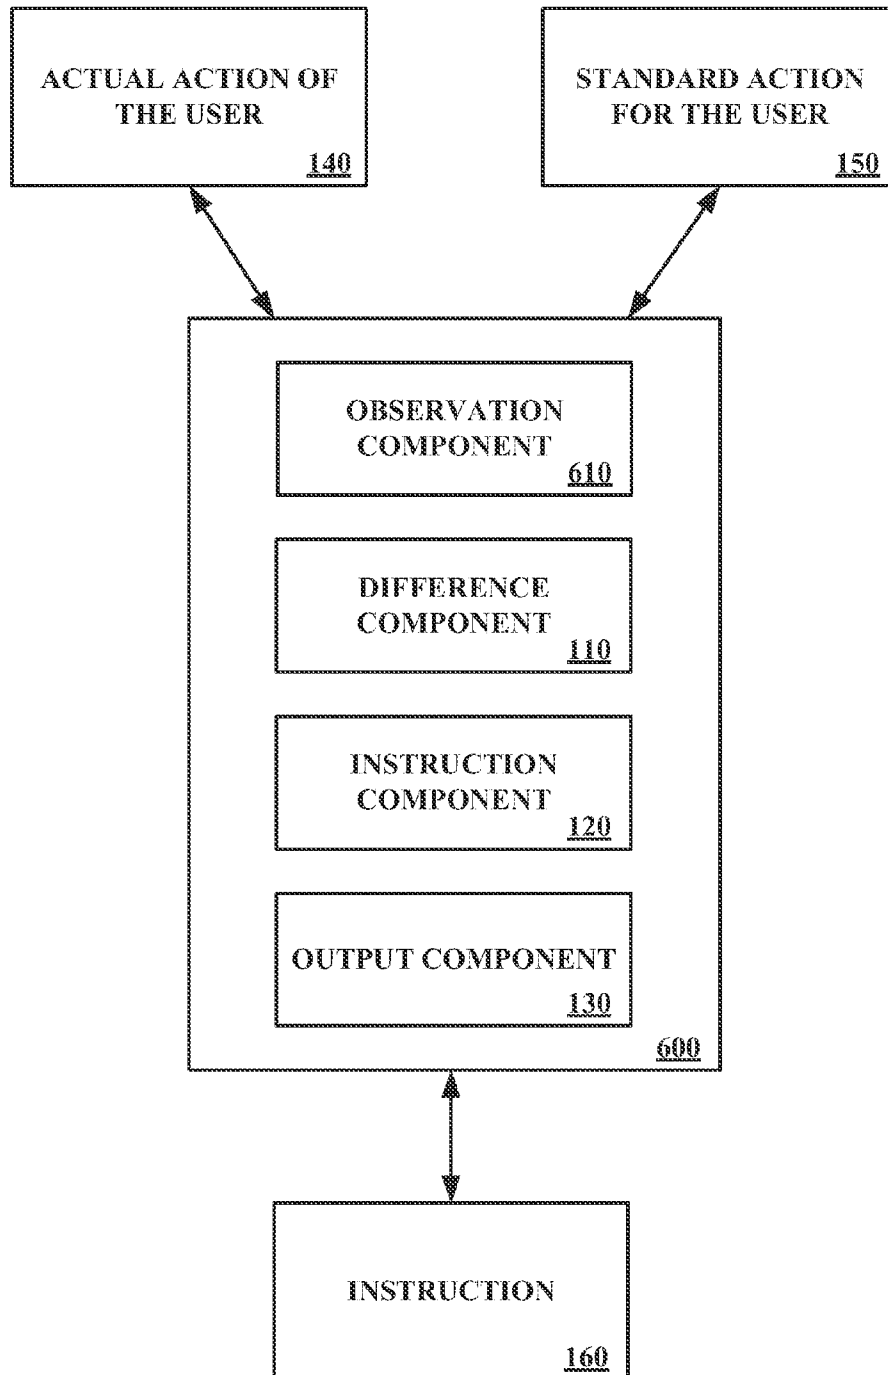 ACTUAL ACTION OF
THE USER
140
STANDARD ACTION
FOR THE USER
150
OBSERVATION
COMPONENT
610
DIFFERENCE
COMPONENT
110
INSTRUCTION
COMPONENT
120
OUTPUT COMPONENT
130
600
INSTRUCTION
160